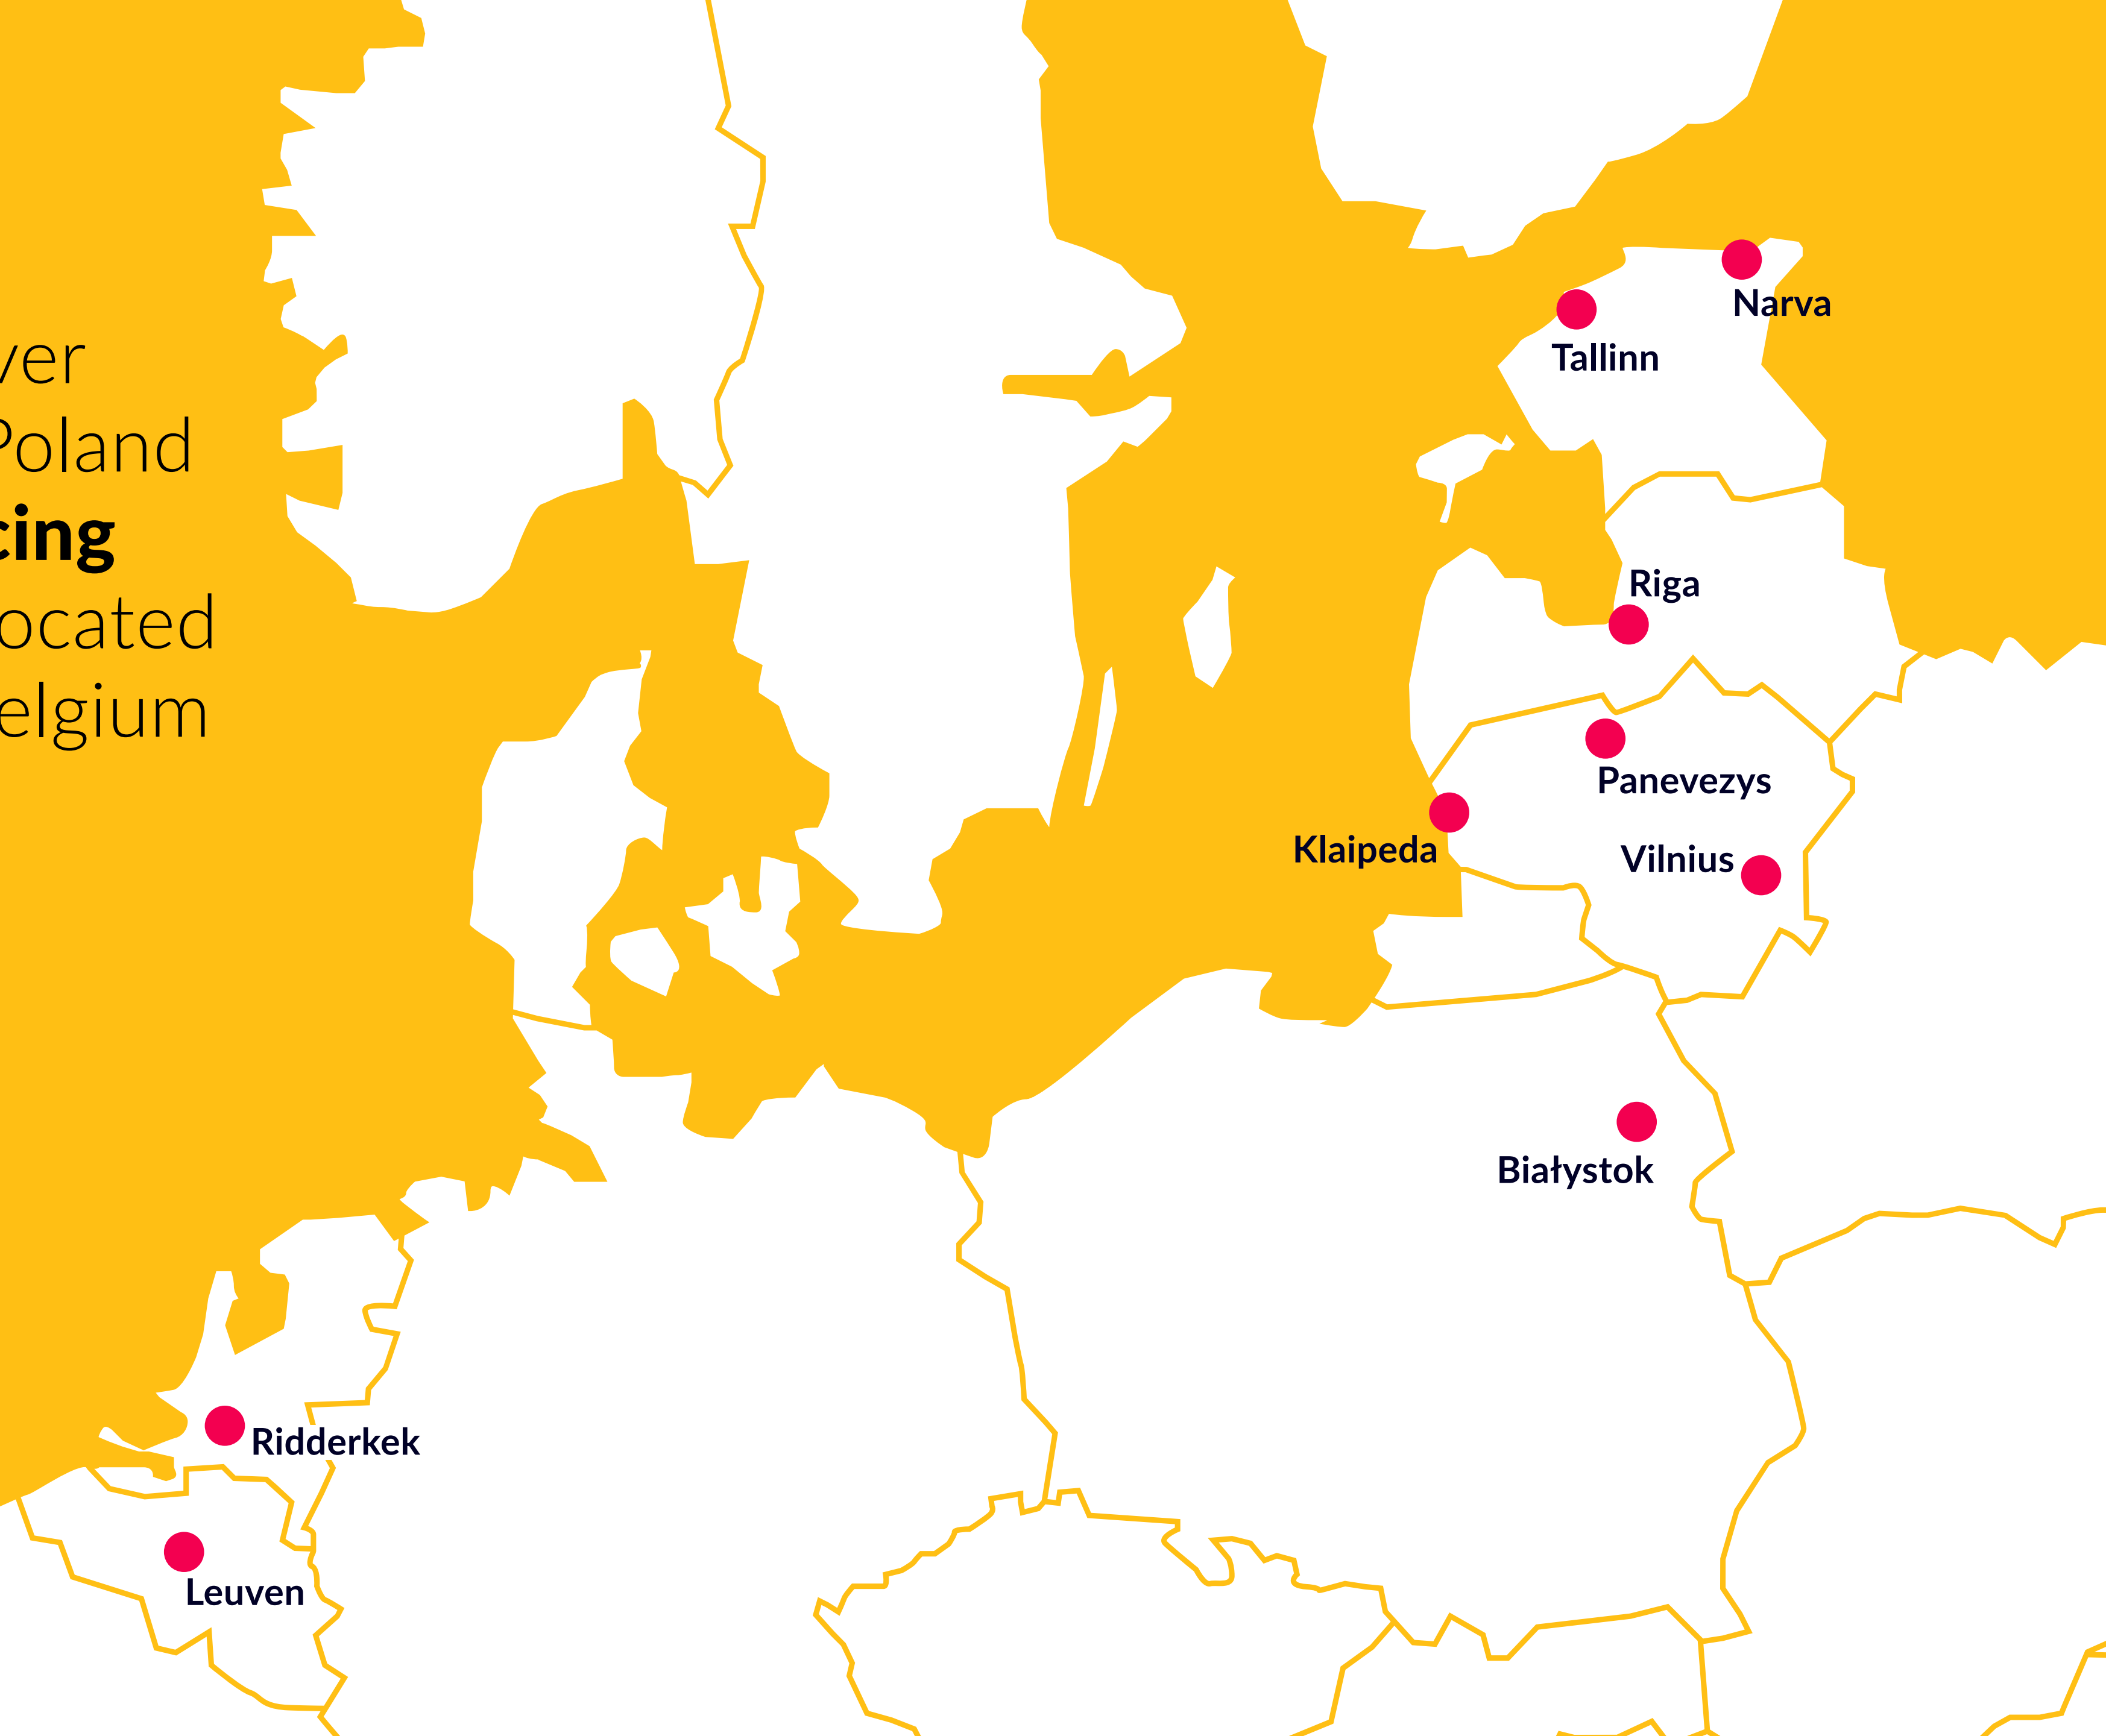 ver
Poland
cing
ocated
elgium
Narva
Tallinn
Riga
Panevezys
Klaipeda
Vilnius
Białystok
Ridderkek
Leuven